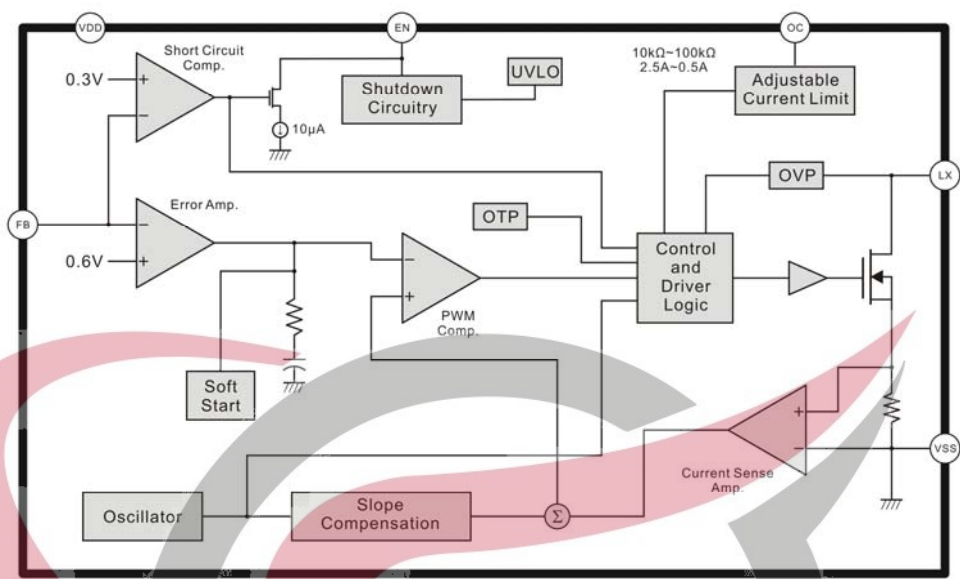 VDD
EN
OC
Short Circuit
Comp.
0.3V
+
−
10μA
Shutdown
Circuitry
UVLO
10kΩ~100kΩ
2.5A~0.5A
Adjustable
Current Limit
OVP
LX
FB
Error Amp.
−
0.6V
+
OTP
−
+
PWM
Comp.
Control
and
Driver
Logic
Soft
Start
+
−
Current Sense
Amp.
VSS
Oscillator
Slope
Compensation
Σ